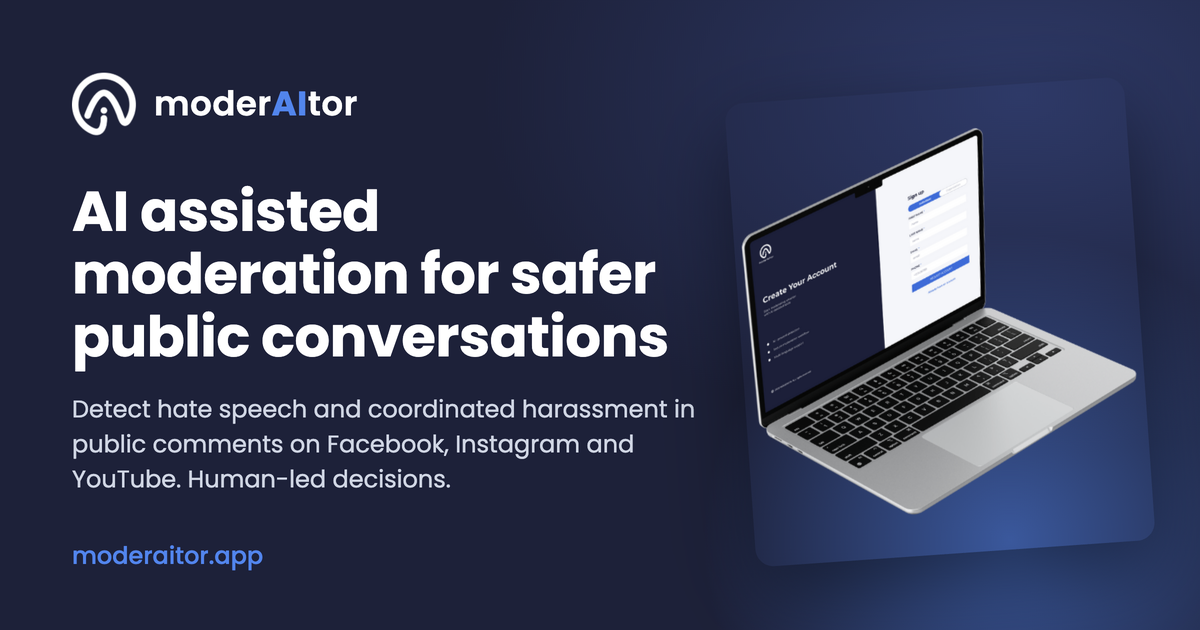 moderAItor
AI assisted
moderation for safer
public conversations
Detect hate speech and coordinated harassment in
public comments on Facebook, Instagram and
YouTube. Human-led decisions.
moderaitor.app
Create Your Account
Sign up